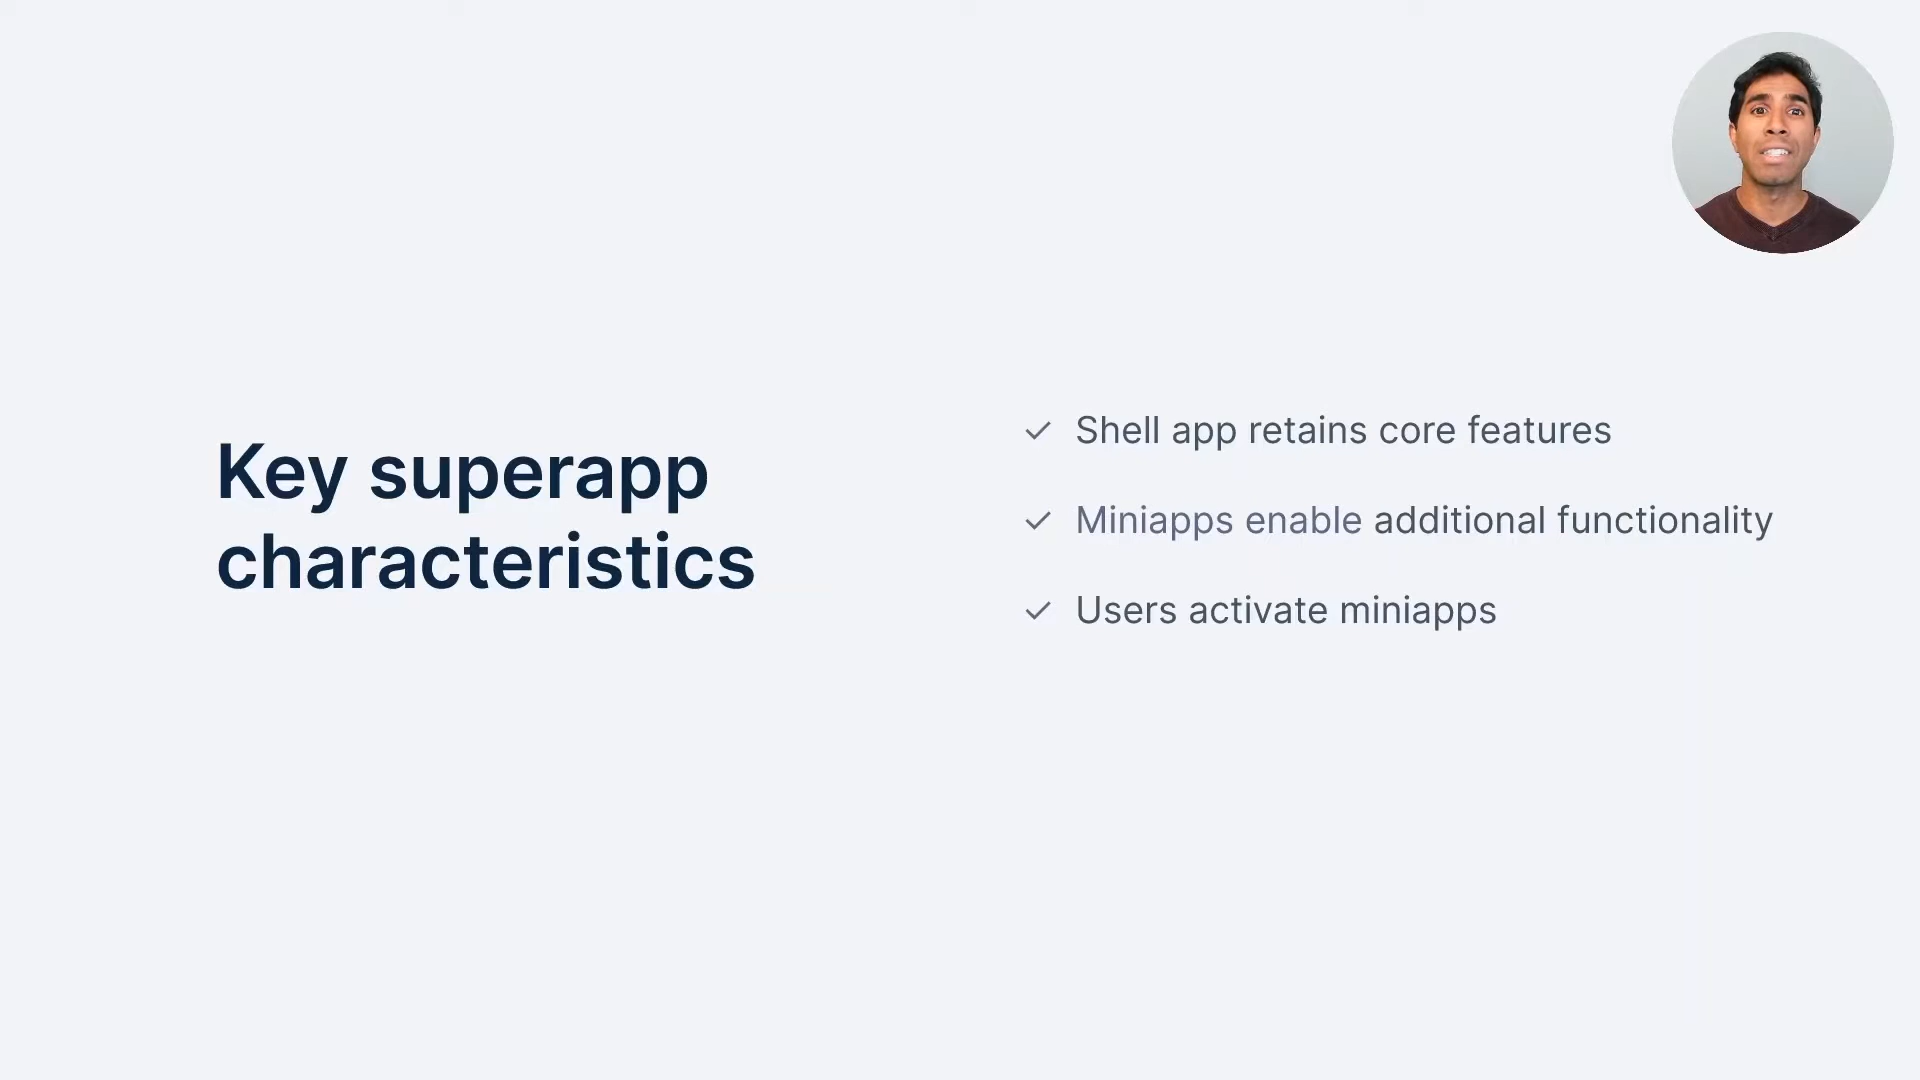 Key superapp
characteristics
Shell app retains core features
Miniapps enable additional functionality
Users activate miniapps